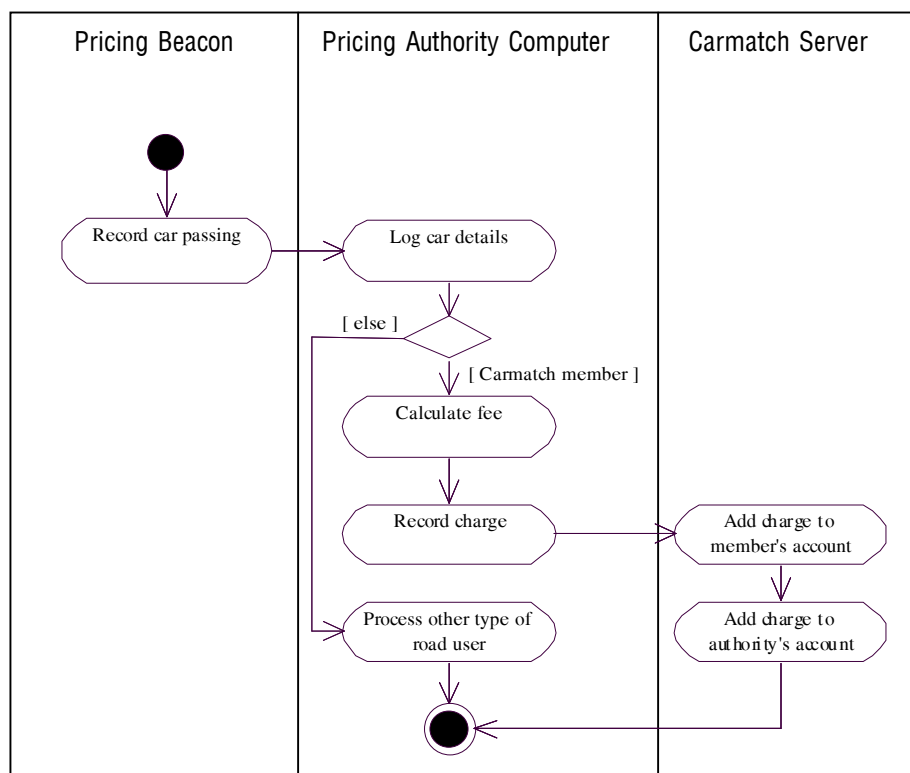 Pricing Beacon
Pricing Authority Computer
Carmatch Server
Record car passing
Log car details
[ else ]
[ Carmatch member ]
Calculate fee
Record charge
Add charge to
member's account
Process other type of
road user
Add charge to
authority's account